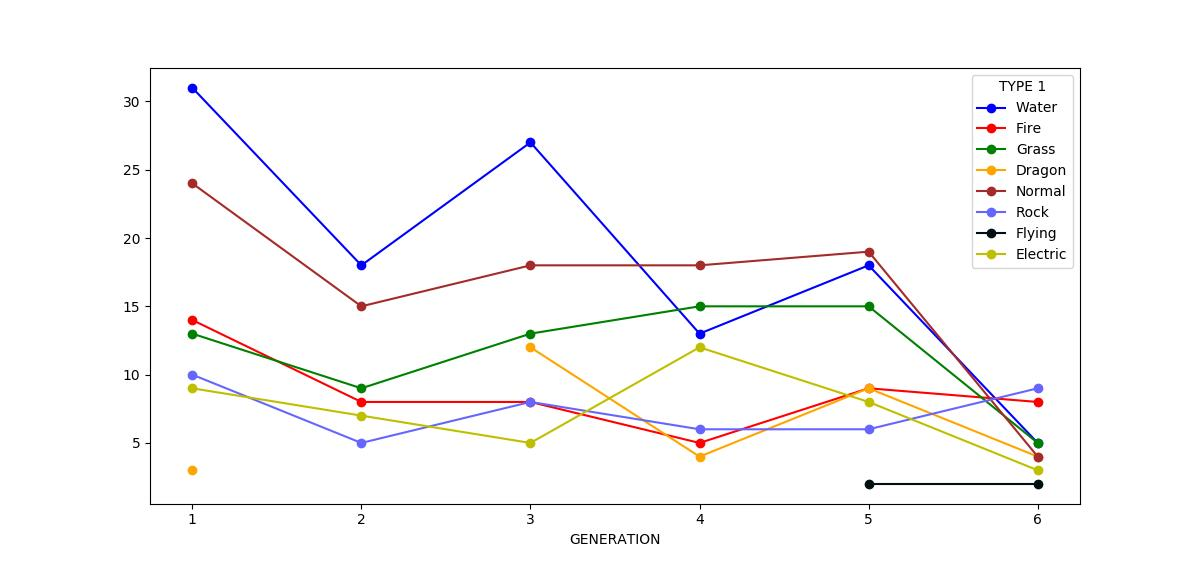 30
25
20
15
10
5
1 2 3 4 5 6
GENERATION
TYPE 1
Water
Fire
Grass
Dragon
Normal
Rock
Flying
Electric